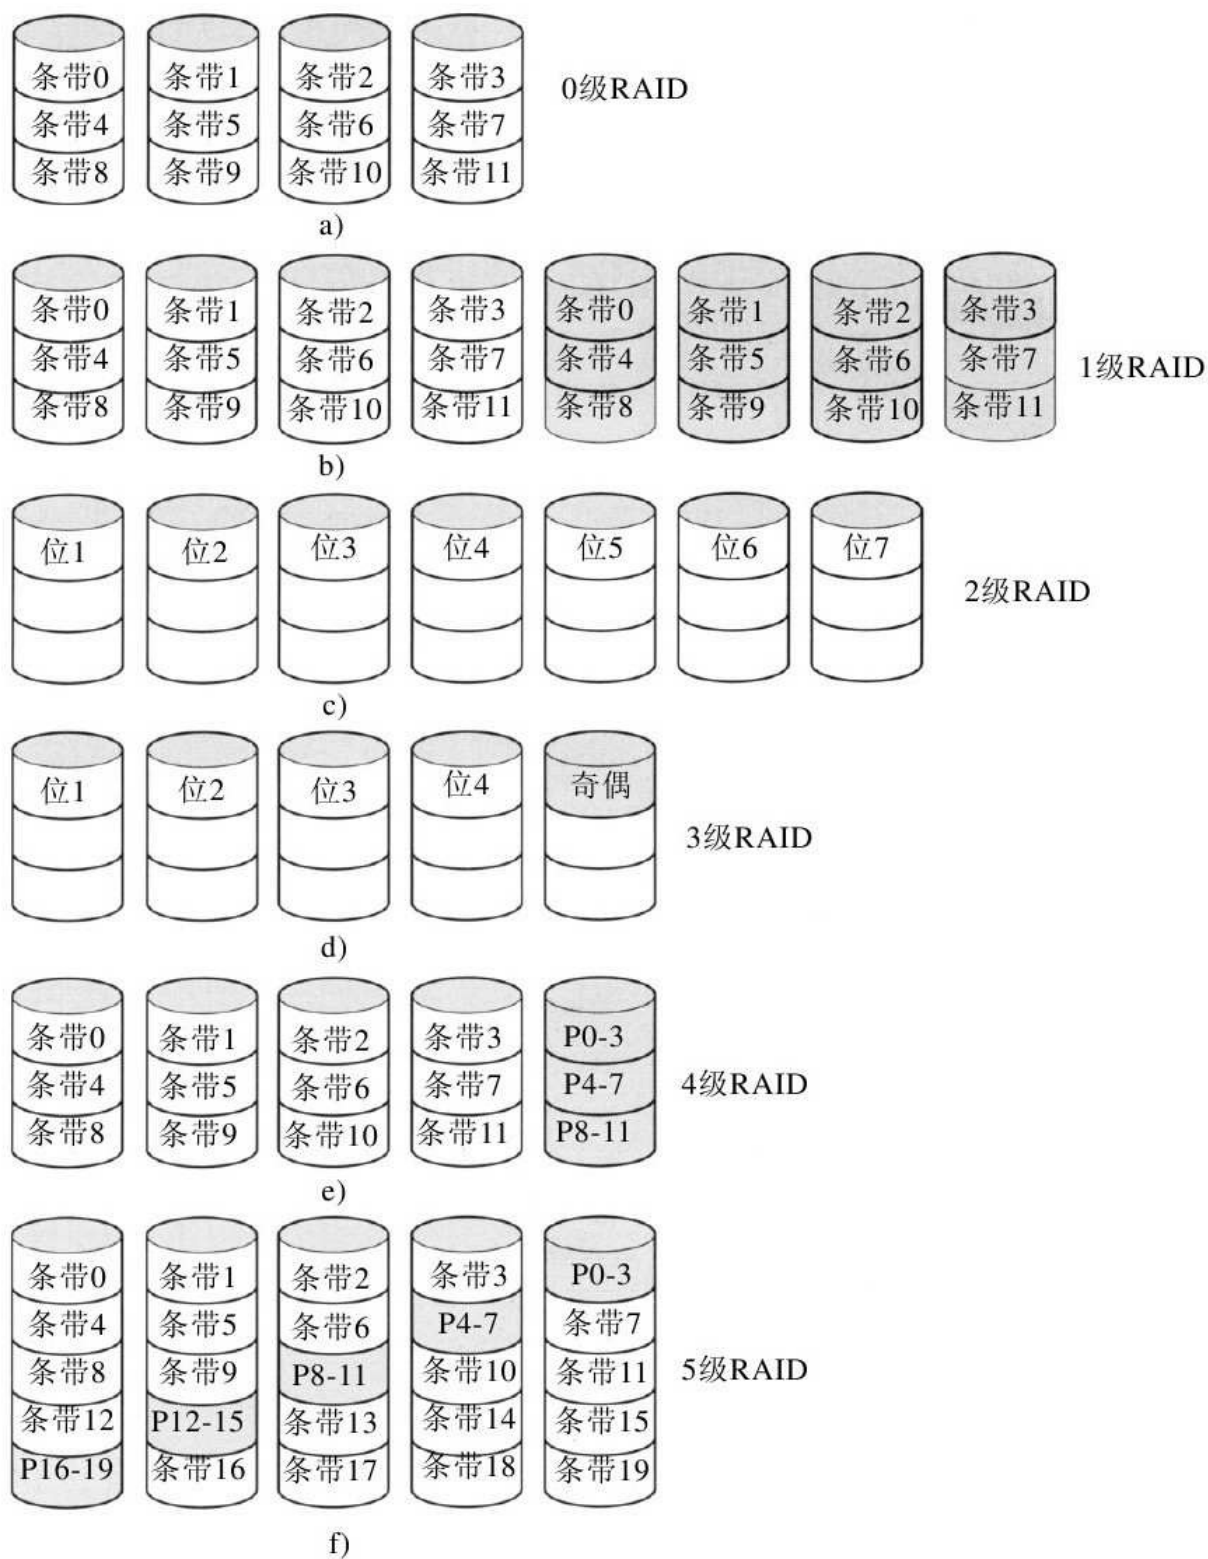 条带0 条带1 条带2 条带3
0级RAID
条带4 条带5 条带6 条带7
条带8 条带9 条带10 条带11
a)
条带0 条带1 条带2 条带3 条带0 条带1 条带2 条带3
条带4 条带5 条带6 条带7 条带4 条带5 条带6 条带7
1级RAID
条带8 条带9 条带10 条带11 条带8 条带9 条带10 条带11
b)
位1 位2 位3 位4 位5 位6 位7
2级RAID
c)
位1 位2 位3 位4 奇偶
3级RAID
d)
条带0 条带1 条带2 条带3 P0-3
条带4 条带5 条带6 条带7 P4-7
4级RAID
条带8 条带9 条带10 条带11 P8-11
e)
条带0 条带1 条带2 条带3 P0-3
条带4 条带5 条带6 P4-7 条带7
条带8 条带9 P8-11 条带10 条带11
5级RAID
条带12 P12-15 条带13 条带14 条带15
P16-19 条带16 条带17 条带18 条带19
f)